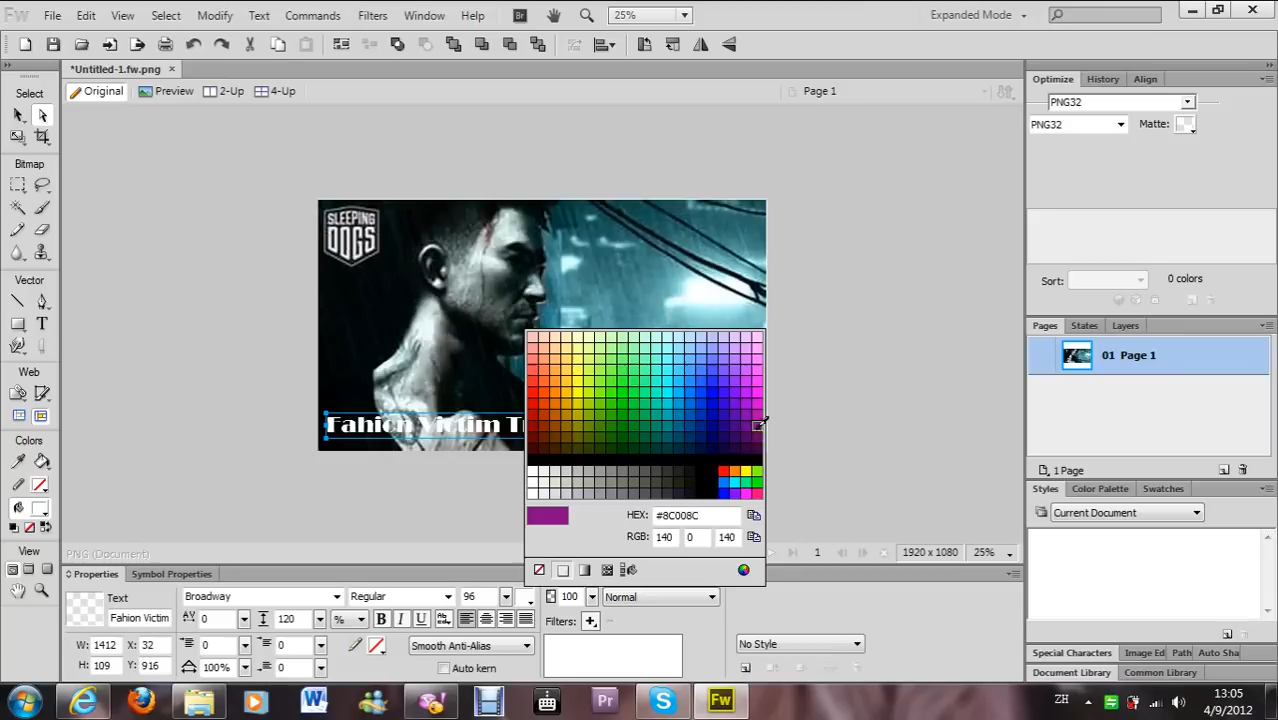 Fw File Edit View Select Modify Text Commands Filters Window Help Br 25% Expanded Mode
*Untitled-1.fw.png
Original Preview 2-Up 4-Up Page 1
Select
Bitmap
Vector
Web
Colors
View
SLEEPING
DOGS
Fahion Victim
HEX: #8C008C
RGB: 140 0 140
PNG (Document)
1 1920 x 1080 25%
Optimize History Align
PNG32
PNG32 Matte:
Sort: 0 colors
Pages States Layers
01 Page 1
1 Page
Styles Color Palette Swatches
Current Document
Special Characters Image Ed Path Auto Sha
Document Library Common Library
Properties Symbol Properties
Text Broadway Regular 96 100 Normal
Fahion Victim 0 120 % B I U Filters:
W: 1412 X: 32 0 0 Smooth Anti-Alias No Style
H: 109 Y: 916 100% 0 Auto kern
W Pr S Fw ZH 13:05
4/9/2012